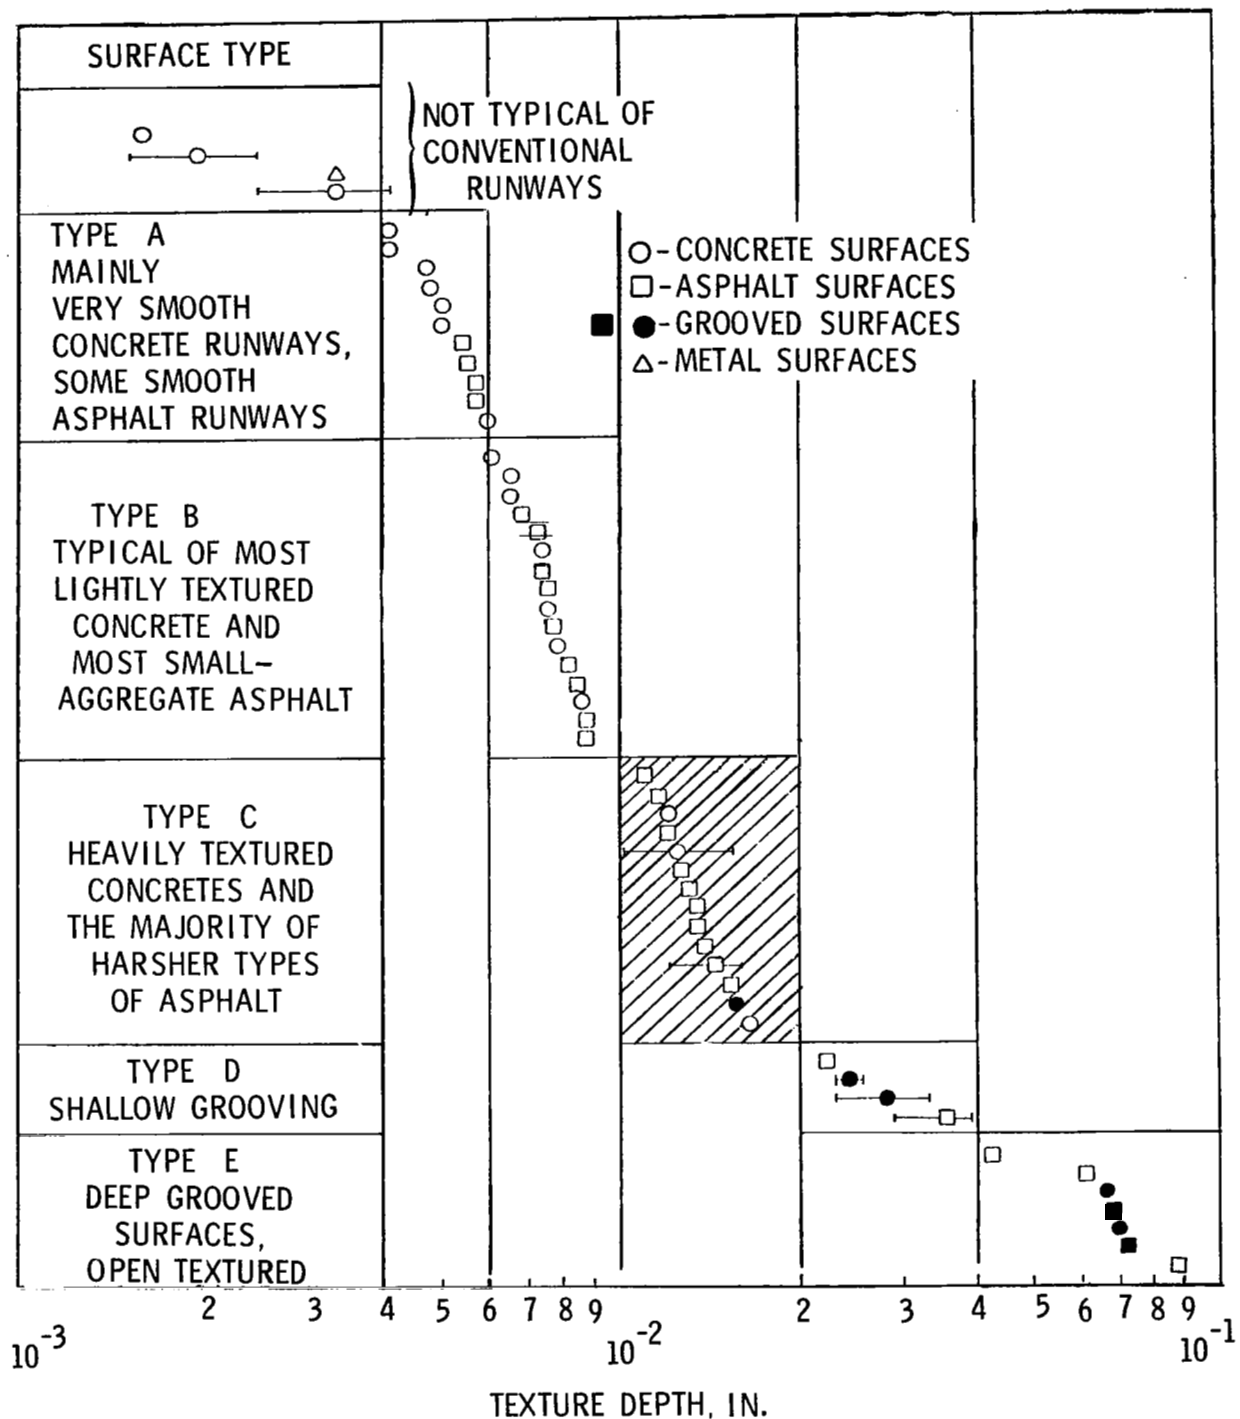 SURFACE TYPE
NOT TYPICAL OF
CONVENTIONAL
RUNWAYS
TYPE A
MAINLY
VERY SMOOTH
CONCRETE RUNWAYS,
SOME SMOOTH
ASPHALT RUNWAYS
O-CONCRETE SURFACES
□-ASPHALT SURFACES
■ ●-GROOVED SURFACES
△-METAL SURFACES
TYPE B
TYPICAL OF MOST
LIGHTLY TEXTURED
CONCRETE AND
MOST SMALL-
AGGREGATE ASPHALT
TYPE C
HEAVILY TEXTURED
CONCRETES AND
THE MAJORITY OF
HARSHER TYPES
OF ASPHALT
TYPE D
SHALLOW GROOVING
TYPE E
DEEP GROOVED
SURFACES,
OPEN TEXTURED
2 3 4 5 6 7 8 9 2 3 4 5 6 7 8 9
10-3 10-2 10-1
TEXTURE DEPTH, IN.